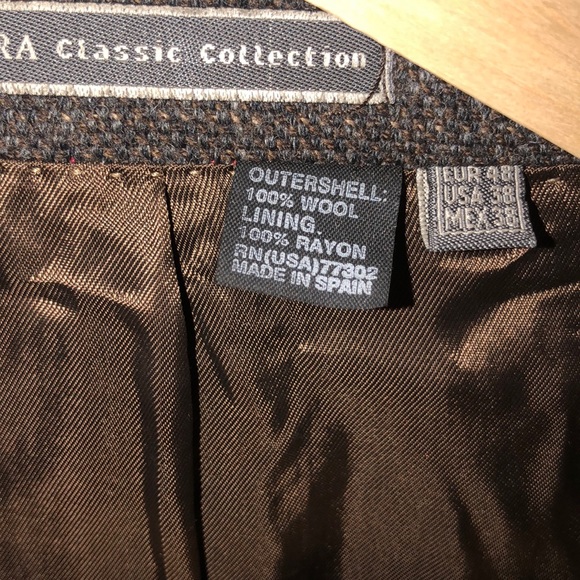 RA Classic Collection
OUTERSHELL:
100% WOOL
LINING
100% RAYON
RN(USA)77302
MADE IN SPAIN
EUR 48
USA 38
MEX 38